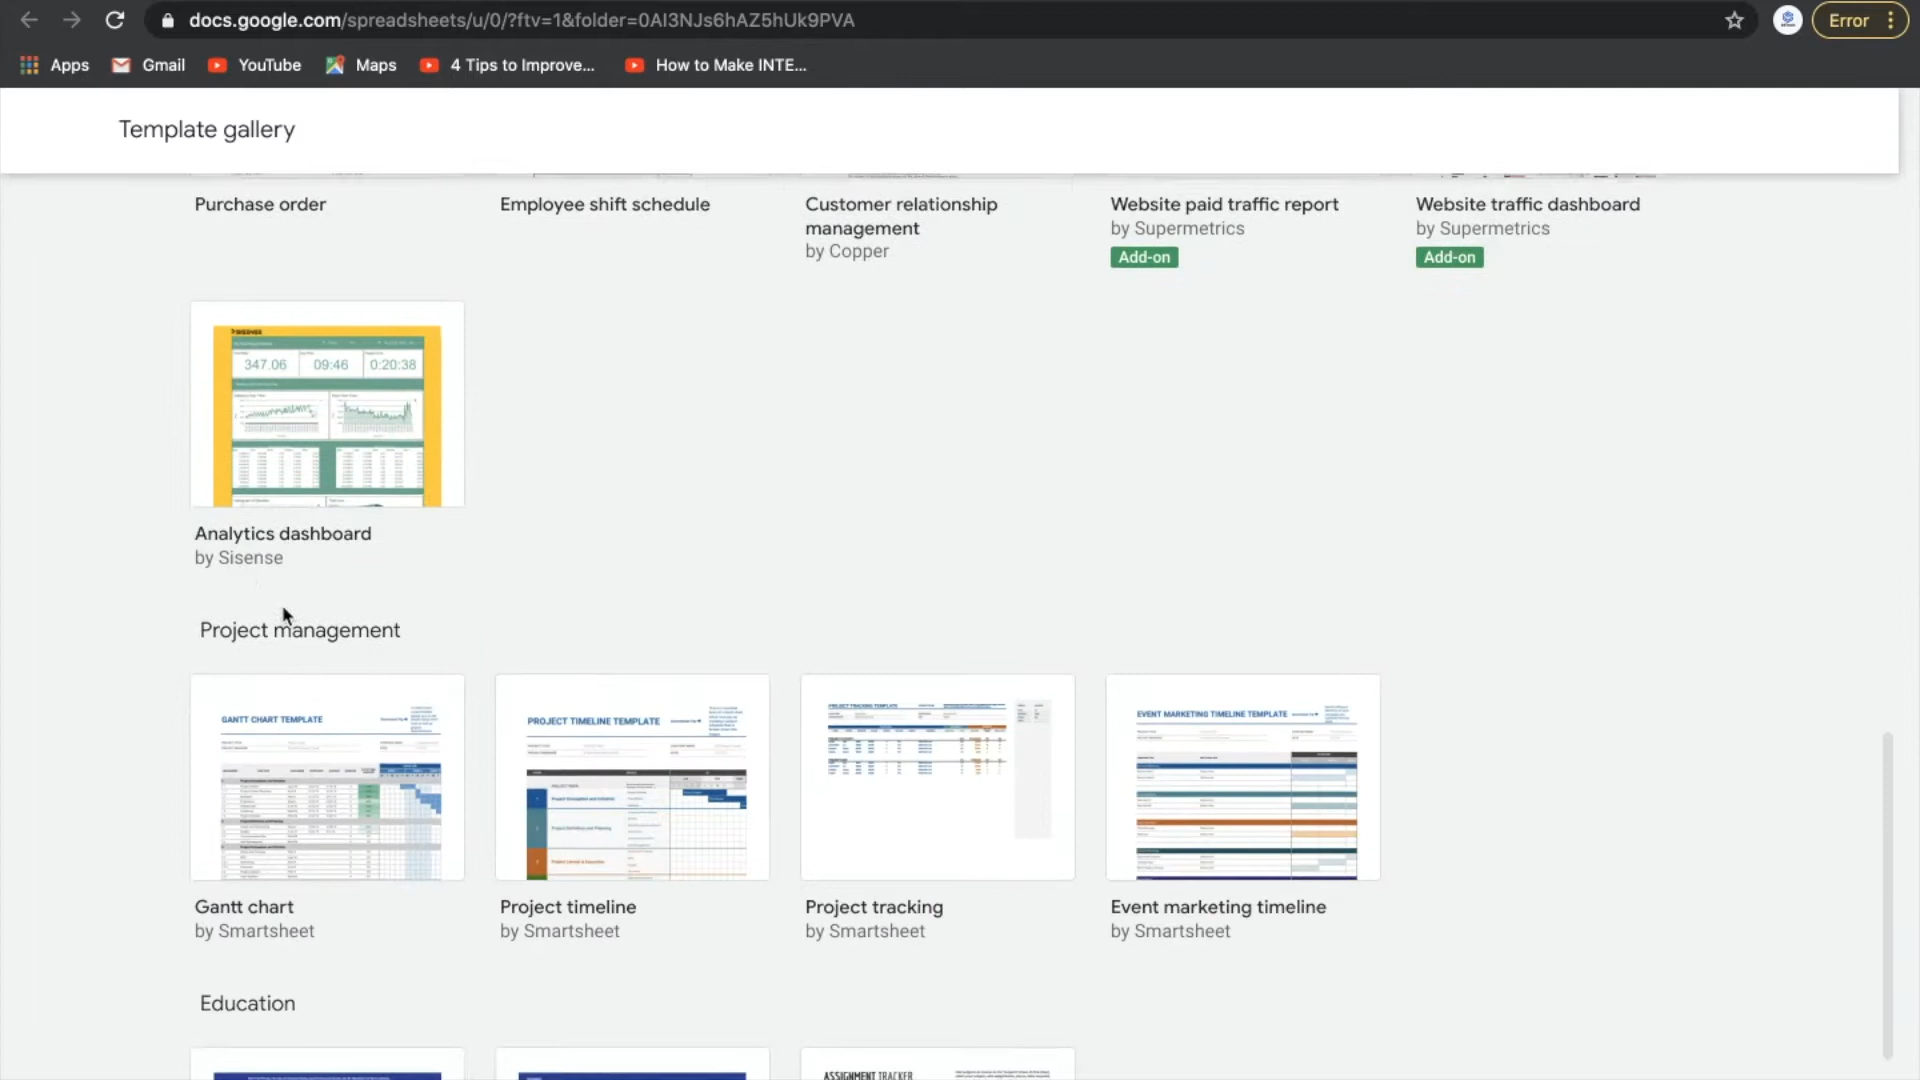 docs.google.com/spreadsheets/u/0/?ftv=1&folder=0AI3NJs6hAZ5hUk9PVA
Error
Apps
Gmail
YouTube
Maps
4 Tips to Improve...
How to Make INTE...
Template gallery
Purchase order
Employee shift schedule
Customer relationship
management
by Copper
Website paid traffic report
by Supermetrics
Add-on
Website traffic dashboard
by Supermetrics
Add-on
347.06
09:46
0:20:38
Analytics dashboard
by Sisense
Project management
GANTT CHART TEMPLATE
PROJECT TIMELINE TEMPLATE
PROJECT TRACKING TEMPLATE
EVENT MARKETING TIMELINE TEMPLATE
Gantt chart
by Smartsheet
Project timeline
by Smartsheet
Project tracking
by Smartsheet
Event marketing timeline
by Smartsheet
Education
ASSIGNMENT TRACKER